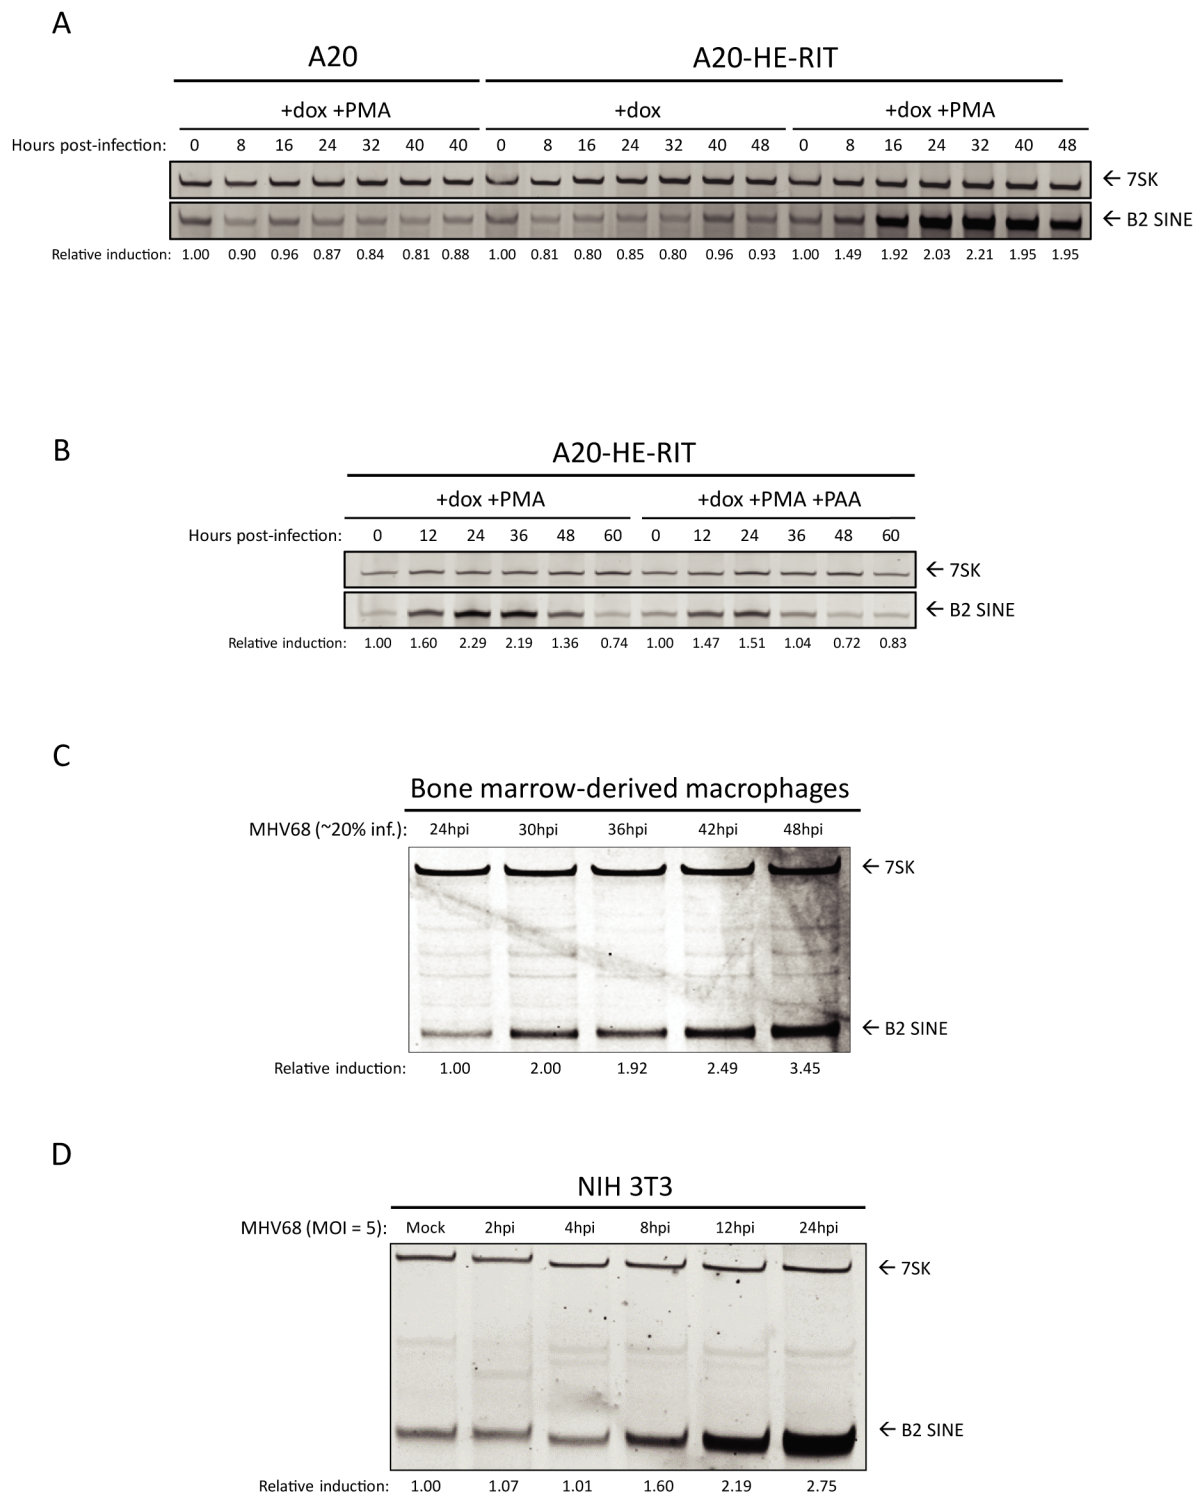 A
A20 A20-HE-RIT
+dox +PMA +dox +dox +PMA
Hours post-infection: 0 8 16 24 32 40 40 0 8 16 24 32 40 48 0 8 16 24 32 40 48
← 7SK
← B2 SINE
Relative induction: 1.00 0.90 0.96 0.87 0.84 0.81 0.88 1.00 0.81 0.80 0.85 0.80 0.96 0.93 1.00 1.49 1.92 2.03 2.21 1.95 1.95
B
A20-HE-RIT
+dox +PMA +dox +PMA +PAA
Hours post-infection: 0 12 24 36 48 60 0 12 24 36 48 60
← 7SK
← B2 SINE
Relative induction: 1.00 1.60 2.29 2.19 1.36 0.74 1.00 1.47 1.51 1.04 0.72 0.83
C
Bone marrow-derived macrophages
MHV68 (~20% inf.): 24hpi 30hpi 36hpi 42hpi 48hpi
← 7SK
← B2 SINE
Relative induction: 1.00 2.00 1.92 2.49 3.45
D
NIH 3T3
MHV68 (MOI = 5): Mock 2hpi 4hpi 8hpi 12hpi 24hpi
← 7SK
← B2 SINE
Relative induction: 1.00 1.07 1.01 1.60 2.19 2.75